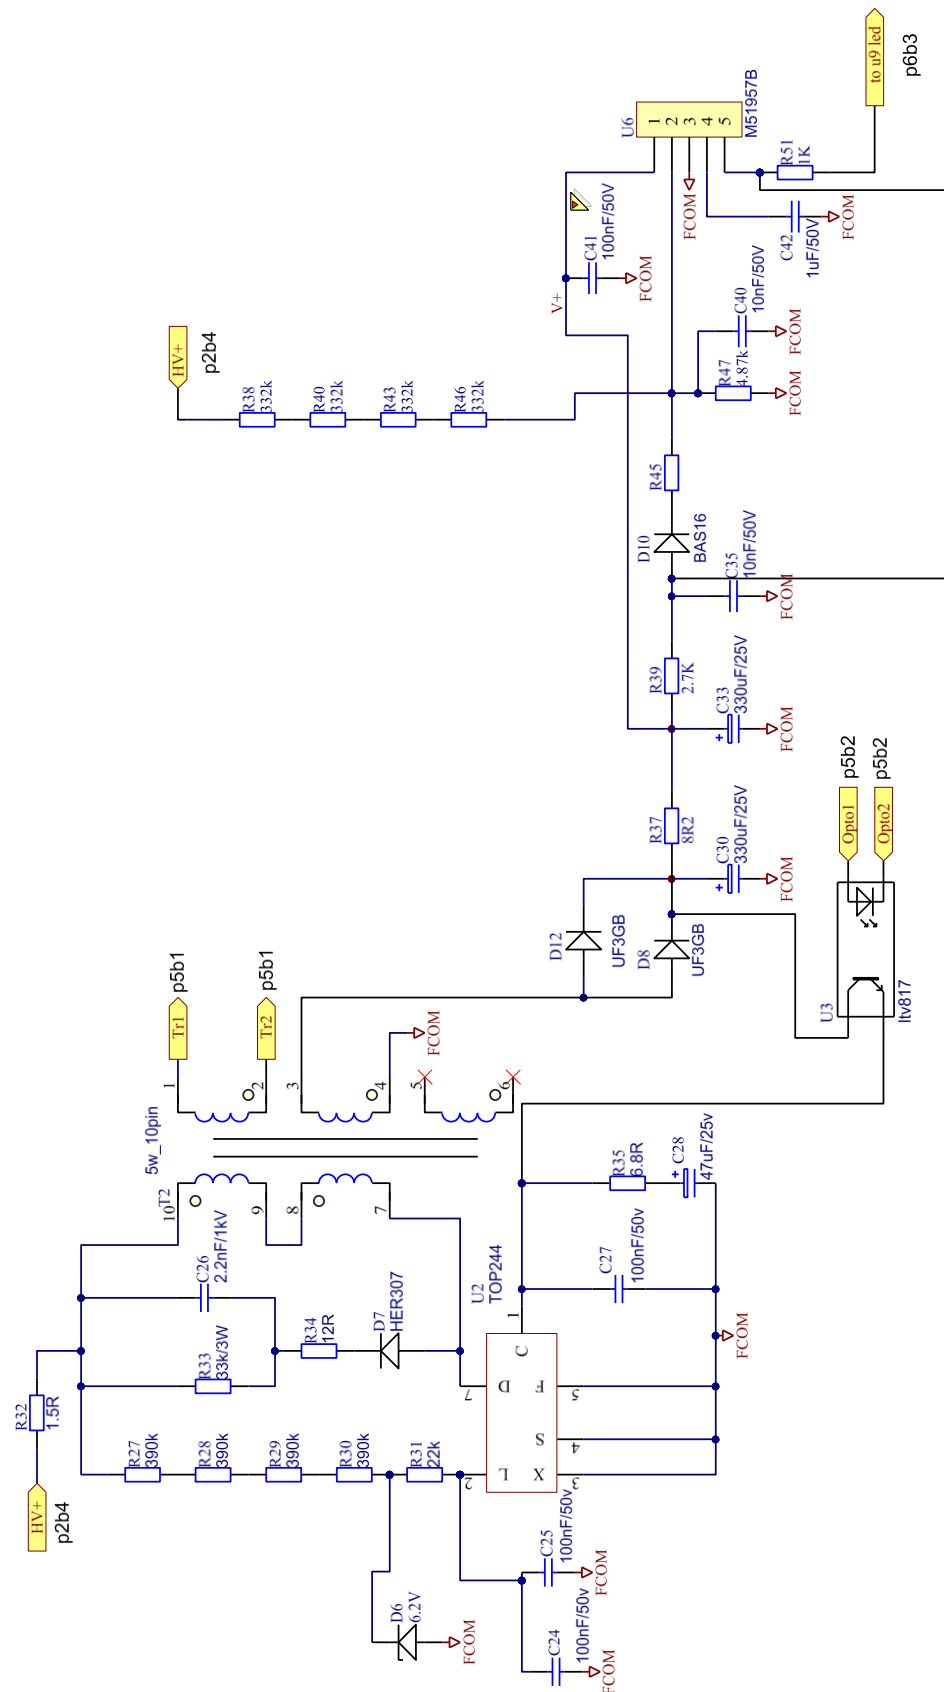 HV+
p2b4
R32
1.5R
R27
390k
R28
390k
R29
390k
R30
390k
R31
22k
D6
6.2V
FCOM
C24
100nF/50v
FCOM
C25
100nF/50v
FCOM
R33
33k/3W
C26
2.2nF/1kV
R34
12R
D7
HER307
U2
TOP244
L
D
C
X
S
F
2
7
1
3
4
5
FCOM
C27
100nF/50v
R35
6.8R
C28
47uF/25v
+
T2
5w_10pin
10
9
8
7
1
2
3
4
5
6
Tr1
p5b1
Tr2
p5b1
FCOM
D12
UF3GB
D8
UF3GB
U3
ltv817
Opto1
p5b2
Opto2
p5b2
C30
330uF/25V
+
FCOM
R37
8R2
C33
330uF/25V
+
FCOM
R39
2.7K
C35
10nF/50V
FCOM
D10
BAS16
R45
HV+
p2b4
R38
332k
R40
332k
R43
332k
R46
332k
R47
4.87k
FCOM
C40
10nF/50V
FCOM
V+
C41
100nF/50V
FCOM
U6
M51957B
1
2
3
4
5
FCOM
C42
1uF/50V
FCOM
R51
1K
to u9 led
p6b3